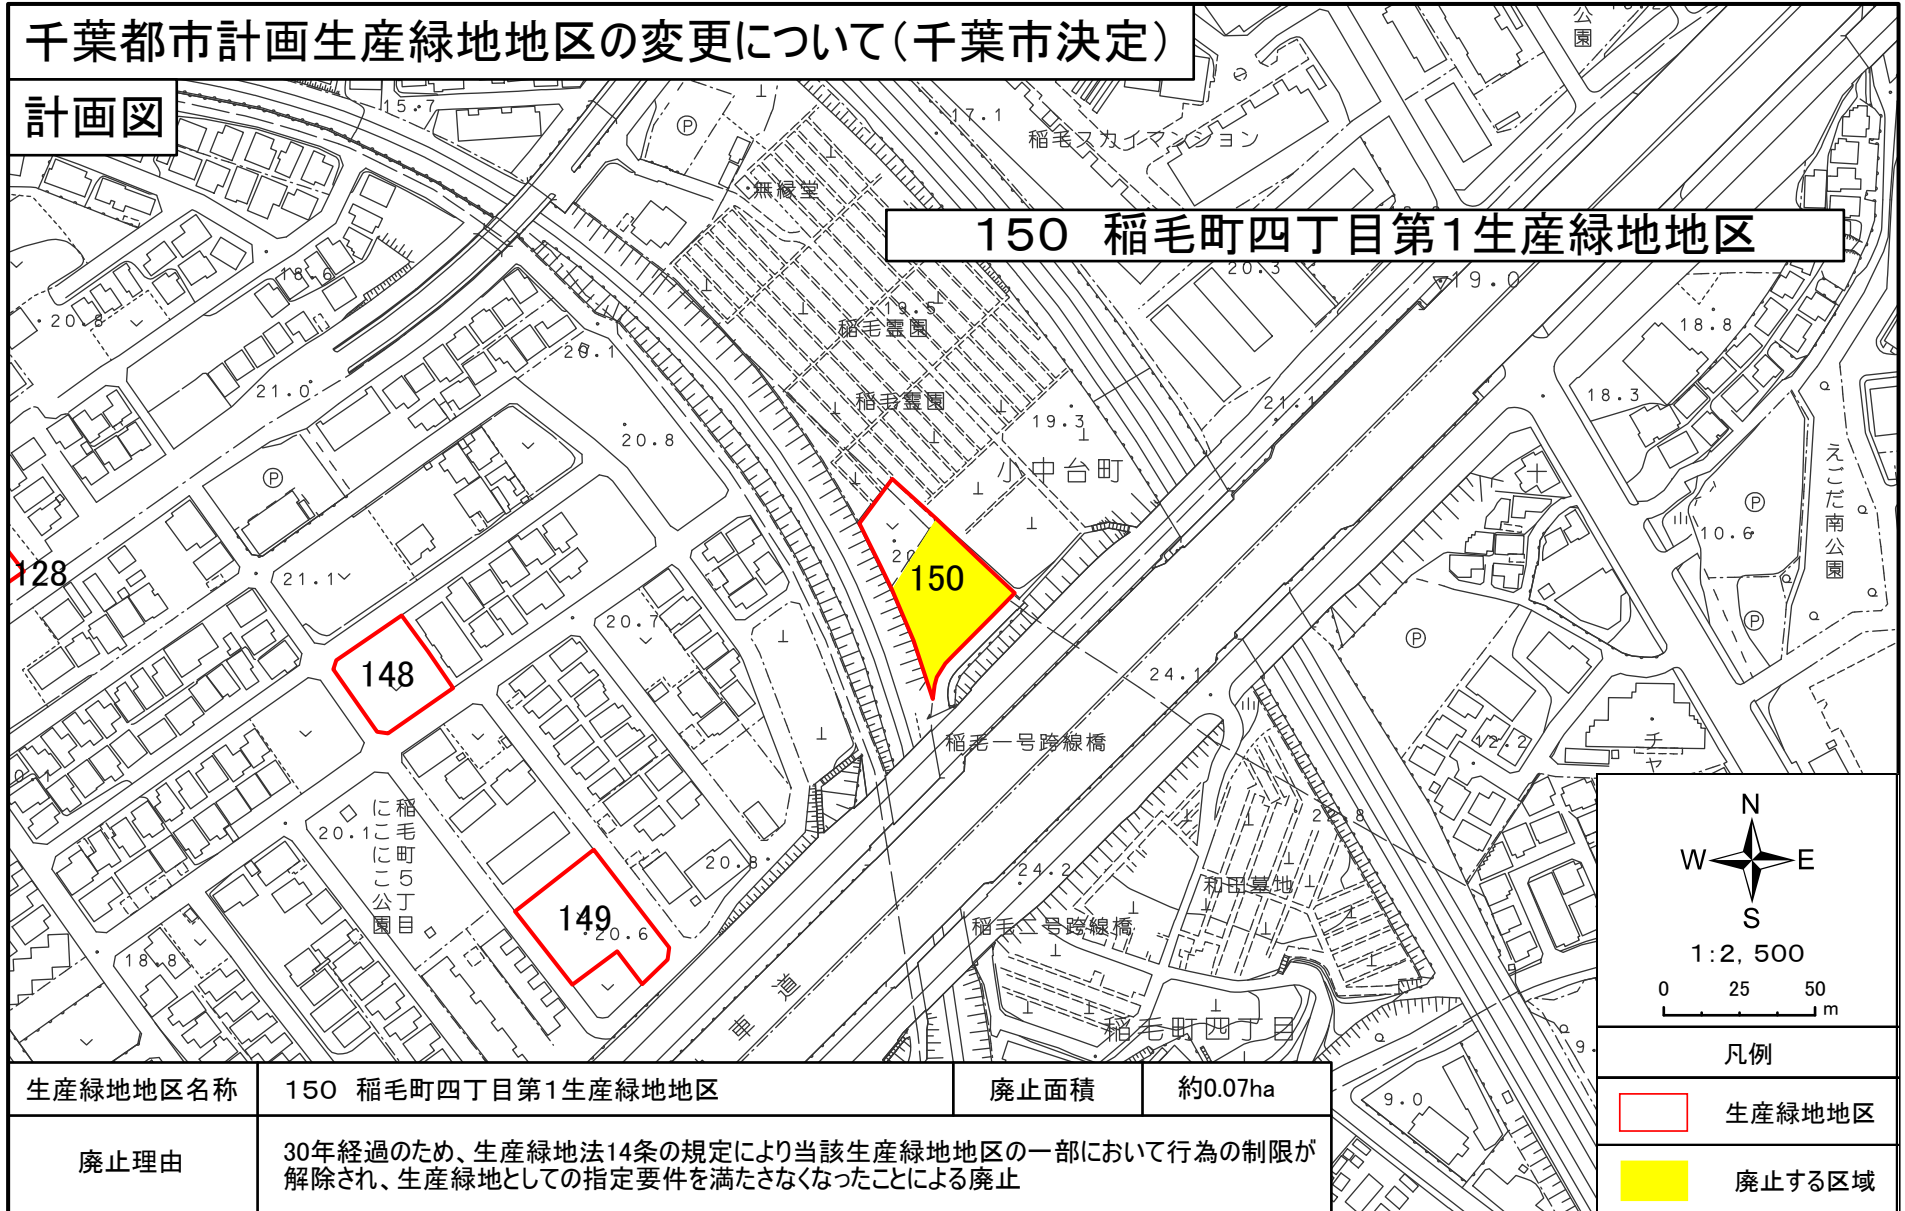 千葉都市計画生産緑地地区の変更について(千葉市決定)
計画図
150 稲毛町四丁目第1生産緑地地区
公園
15.7
17.1
稲毛スカイマンション
無縁堂
18.6
20.8
20.3
19.0
18.8
19.5
稲毛霊園
稲毛霊園
20.1
21.0
20.8
19.3
21.1
18.3
小中台町
えごだ南公園
10.6
128
21.1
150
20.7
148
24.1
12.2
チヤ
稲毛一号跨線橋
稲毛町5丁目
にこにこ公園
20.1
20.8
24.2
22.8
和田墓地
149
20.6
稲毛二号跨線橋
18.8
車道
稲毛町四丁目
9.0
N
W E
S
1:2,500
0 25 50
m
凡例
生産緑地地区
廃止する区域
生産緑地地区名称 150 稲毛町四丁目第1生産緑地地区 廃止面積 約0.07ha
廃止理由
30年経過のため、生産緑地法14条の規定により当該生産緑地地区の一部において行為の制限が
解除され、生産緑地としての指定要件を満たさなくなったことによる廃止